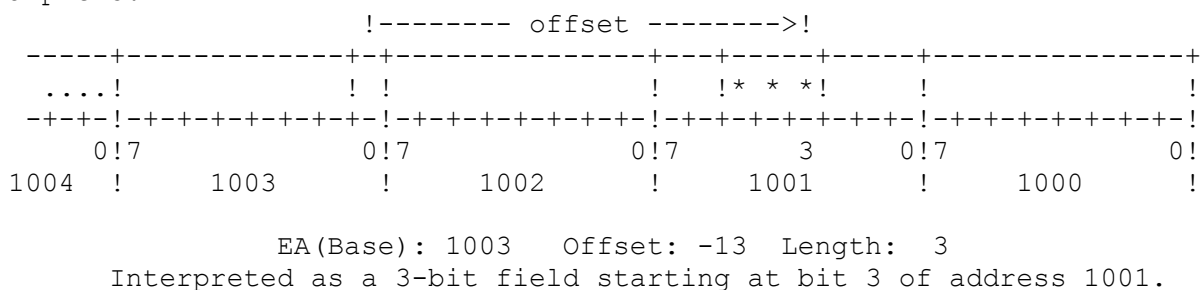 !-------- offset -------->!
-----+-------------+-+---------------+---+-----+-----+---------------+
....! ! ! ! !* * *! ! !
-+-+-!-+-+-+-+-+-+-+-!-+-+-+-+-+-+-+-!-+-+-+-+-+-+-+-!-+-+-+-+-+-+-+-!
0!7 0!7 0!7 3 0!7 0!
1004 ! 1003 ! 1002 ! 1001 ! 1000 !
EA(Base): 1003 Offset: -13 Length: 3
Interpreted as a 3-bit field starting at bit 3 of address 1001.